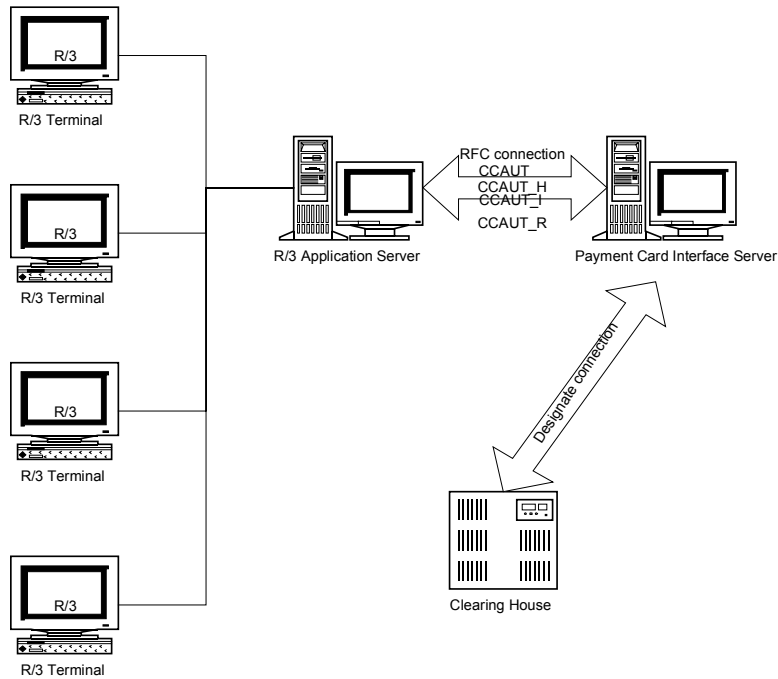 R/3
R/3 Terminal
R/3
R/3 Terminal
R/3
R/3 Terminal
R/3
R/3 Terminal
R/3 Application Server
RFC connection
CCAUT
CCAUT_H
CCAUT_I
CCAUT_R
Payment Card Interface Server
Designate connection
Clearing House